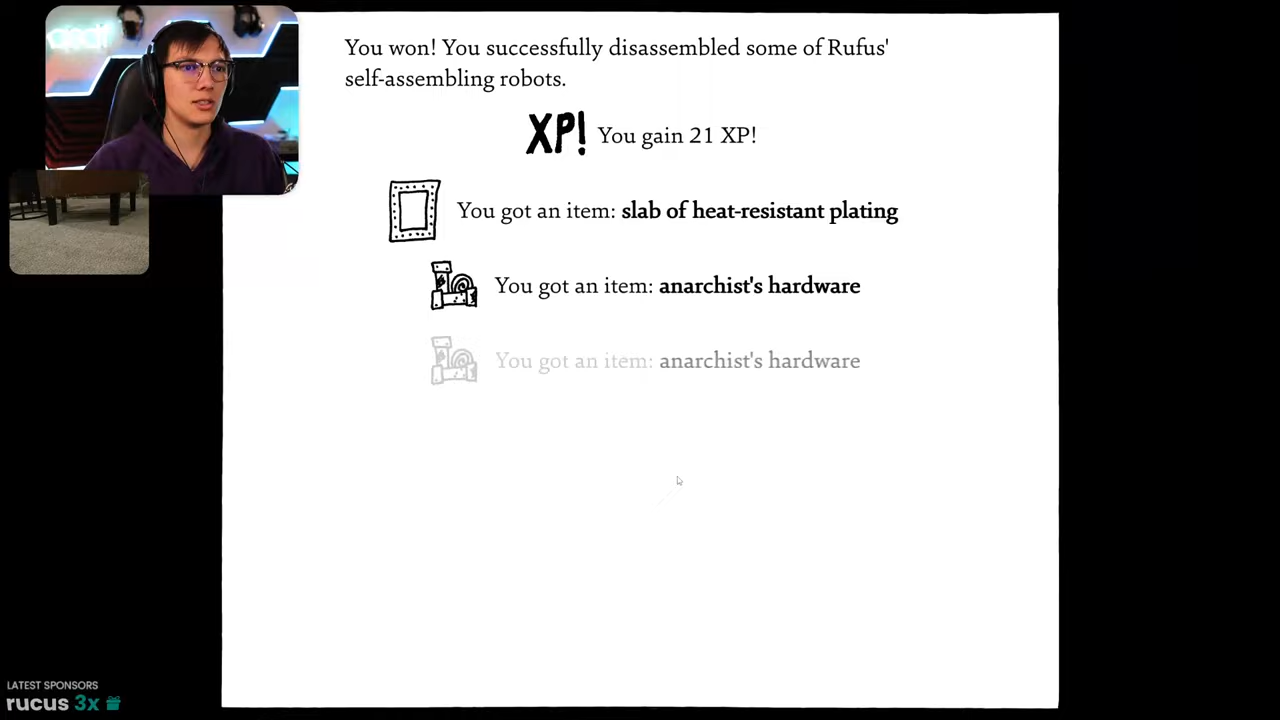 You won! You successfully disassembled some of Rufus'
self-assembling robots.
XP! You gain 21 XP!
You got an item: slab of heat-resistant plating
You got an item: anarchist's hardware
You got an item: anarchist's hardware
LATEST SPONSORS
rucus 3x